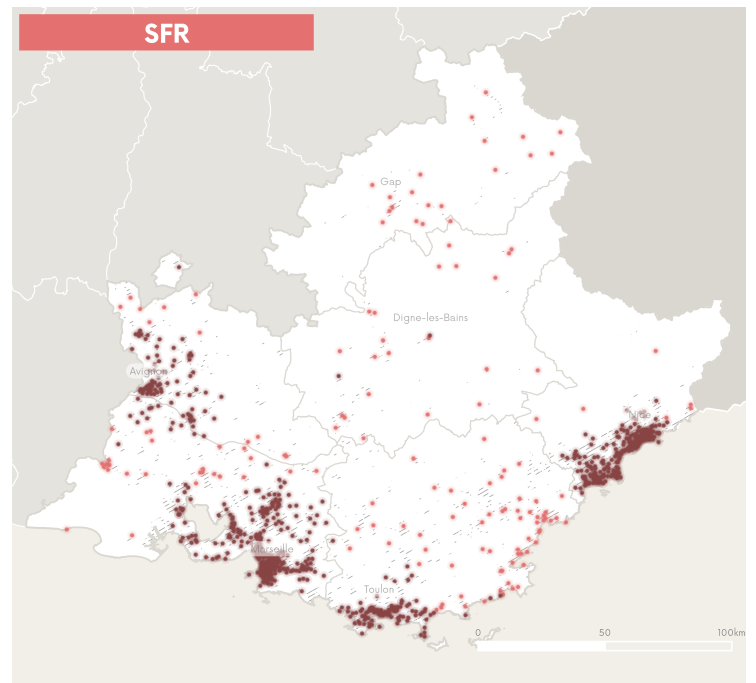 SFR
Gap
Digne-les-Bains
Avignon
Nice
Marseille
Toulon
0 50 100km